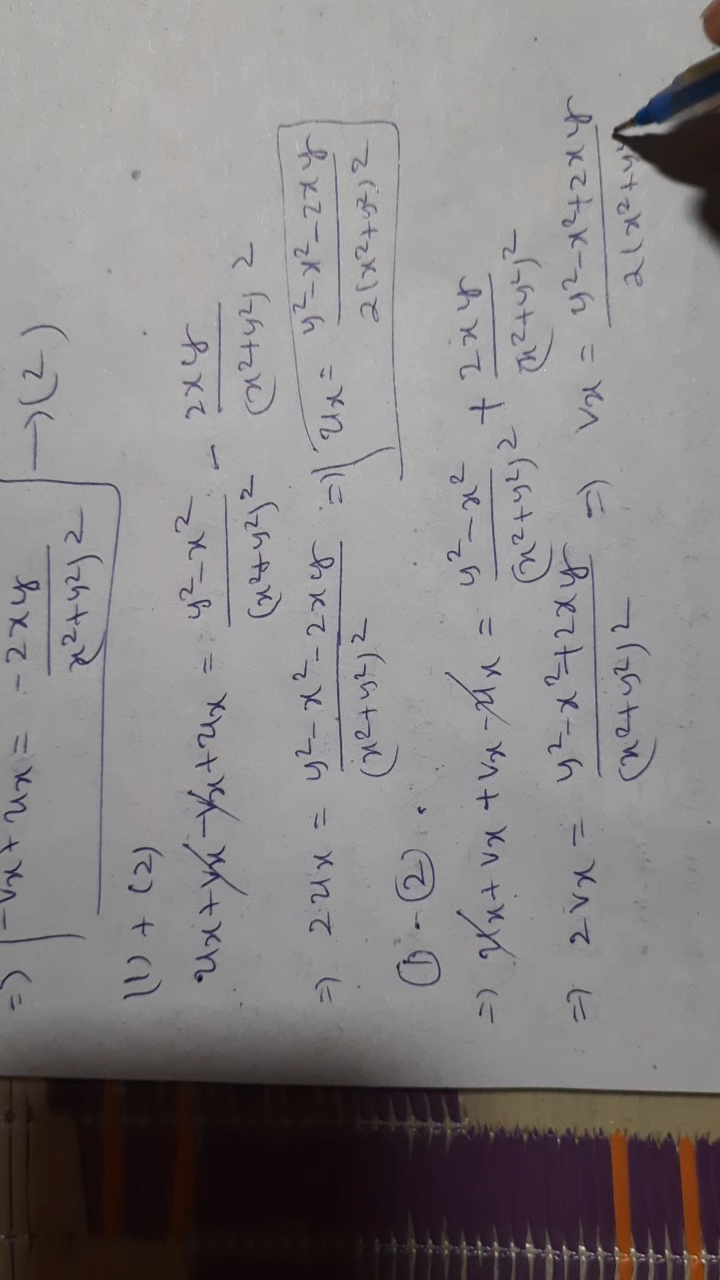 => -vx + ux = -2xy / (x²+y²)² → (2)
(1) + (2)
ux + vx - vx + ux = y²-x² / (x²+y²)² - 2xy / (x²+y²)²
=> 2ux = y²-x²-2xy / (x²+y²)² => ux = y²-x²-2xy / 2(x²+y²)²
① - ② .
=> ux + vx + vx - ux = y²-x² / (x²+y²)² + 2xy / (x²+y²)²
=> 2vx = y²-x²+2xy / (x²+y²)² => vx = y²-x²+2xy / 2(x²+y²